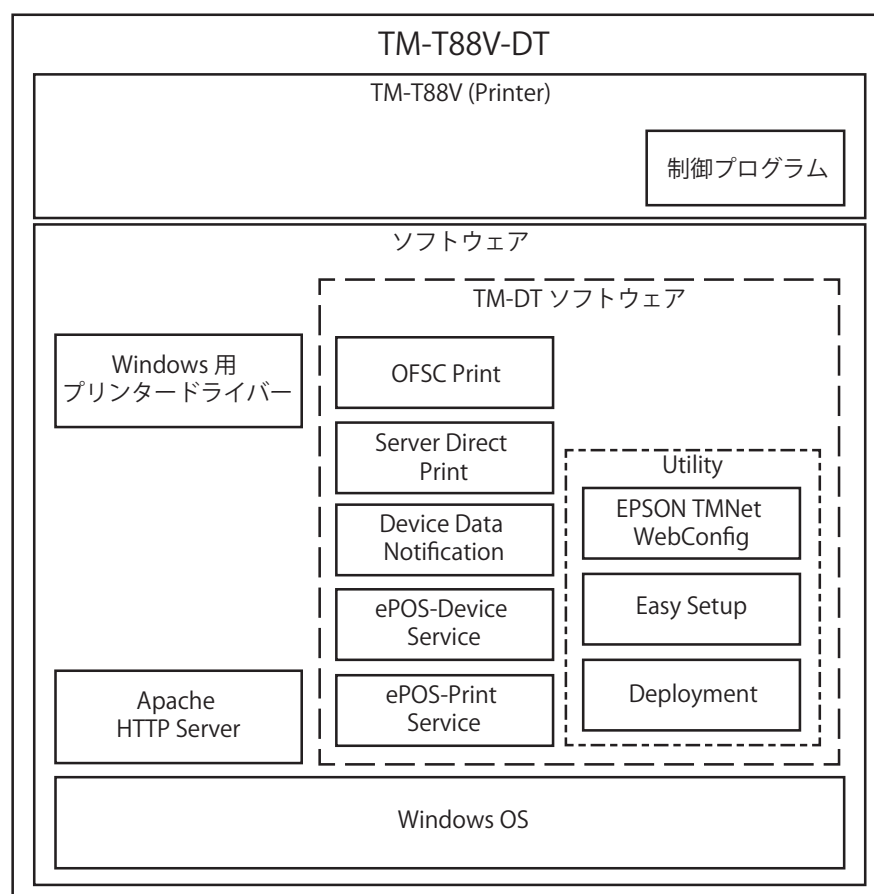 TM-T88V-DT
TM-T88V (Printer)
制御プログラム
ソフトウェア
TM-DT ソフトウェア
Windows 用
プリンタードライバー
OFSC Print
Server Direct
Print
Device Data
Notification
ePOS-Device
Service
ePOS-Print
Service
Utility
EPSON TMNet
WebConfig
Easy Setup
Deployment
Apache
HTTP Server
Windows OS